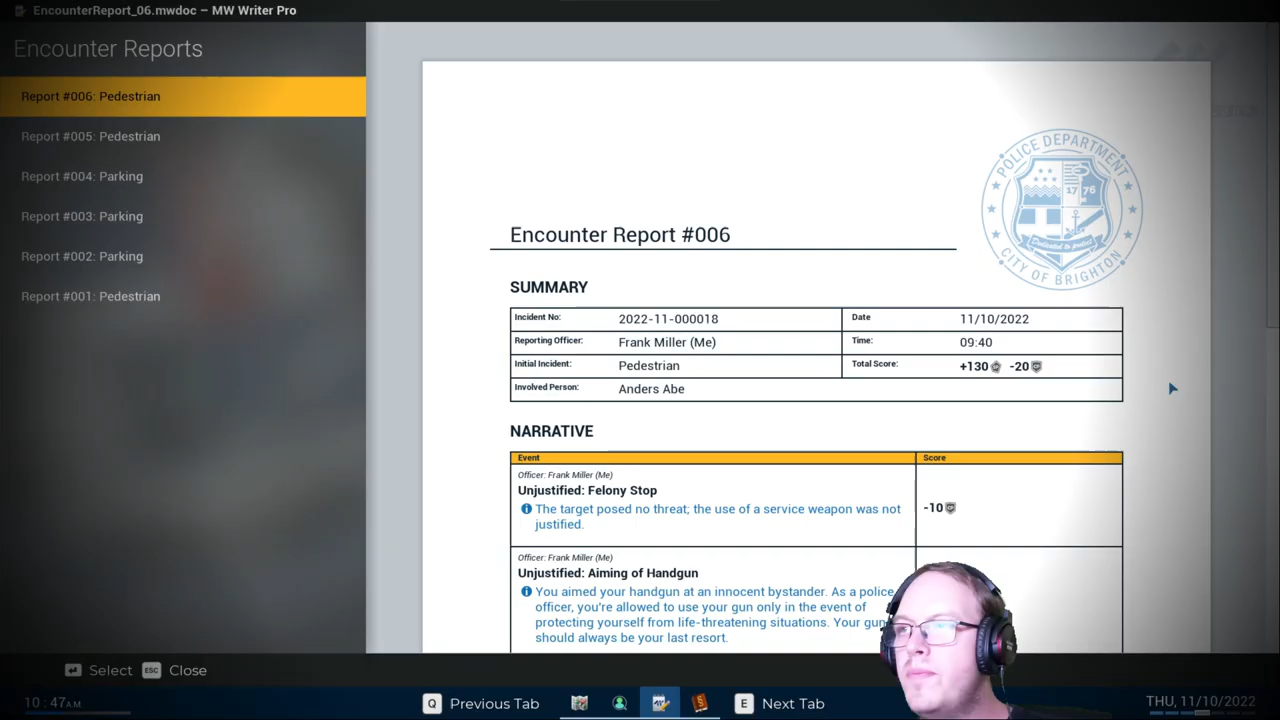 EncounterReport_06.mwdoc – MW Writer Pro
Encounter Reports
Report #006: Pedestrian
Report #005: Pedestrian
Report #004: Parking
Report #003: Parking
Report #002: Parking
Report #001: Pedestrian
POLICE DEPARTMENT
17 76
Dedicated to protect
CITY OF BRIGHTON
Encounter Report #006
SUMMARY
Incident No: 2022-11-000018 Date 11/10/2022
Reporting Officer: Frank Miller (Me) Time: 09:40
Initial Incident: Pedestrian Total Score: +130 -20
Involved Person: Anders Abe
NARRATIVE
Event Score
Officer: Frank Miller (Me)
Unjustified: Felony Stop
The target posed no threat; the use of a service weapon was not
justified.
-10
Officer: Frank Miller (Me)
Unjustified: Aiming of Handgun
You aimed your handgun at an innocent bystander. As a police
officer, you're allowed to use your gun only in the event of
protecting yourself from life-threatening situations. Your gun
should always be your last resort.
Select ESC Close
10:47 A.M. Q Previous Tab E Next Tab THU, 11/10/2022